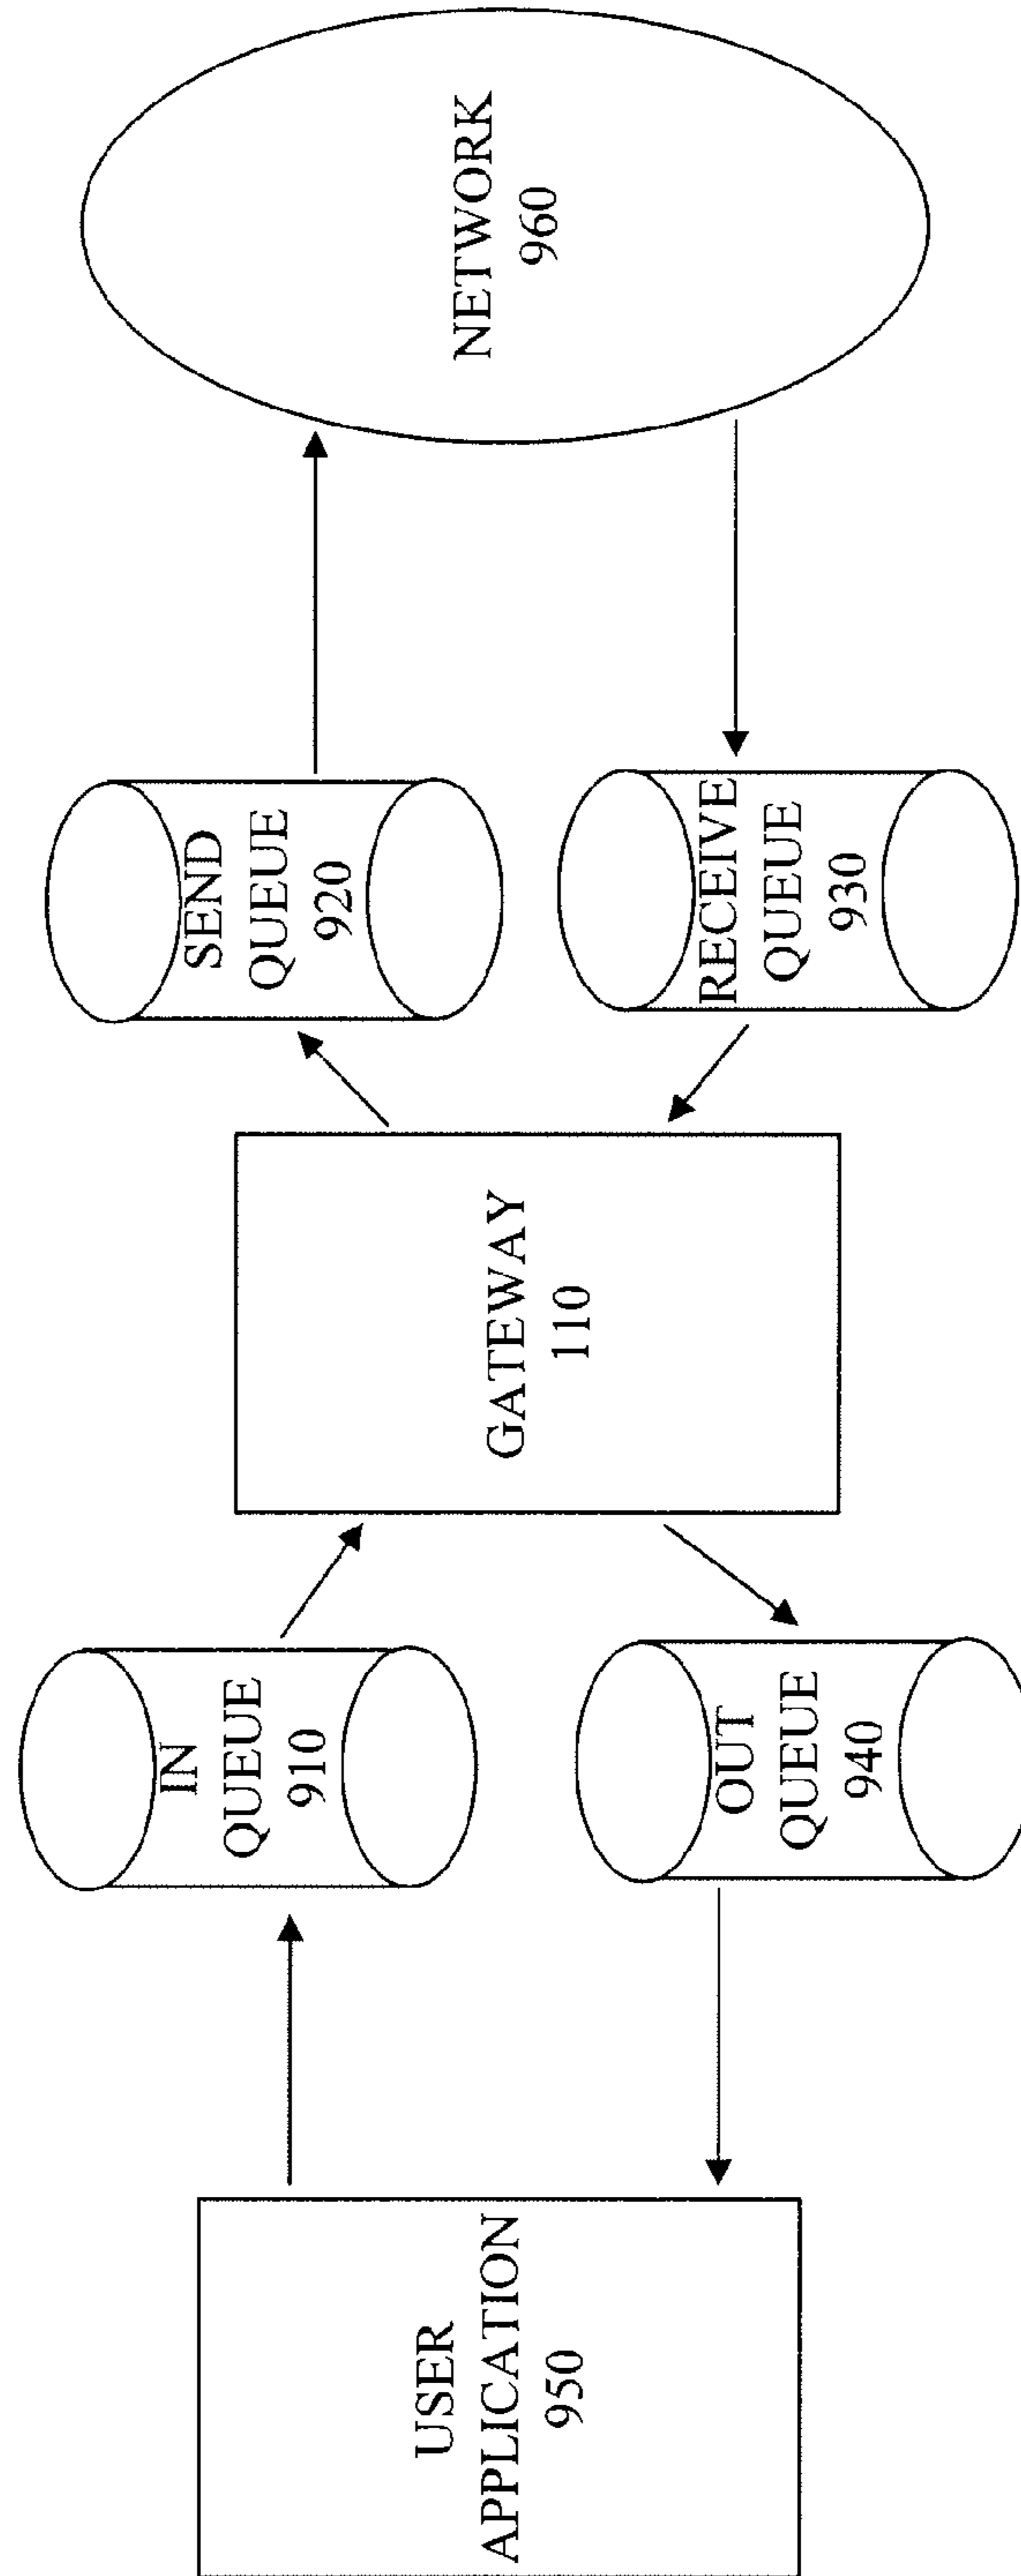 USER
APPLICATION
950
IN
QUEUE
910
OUT
QUEUE
940
GATEWAY
110
SEND
QUEUE
920
RECEIVE
QUEUE
930
NETWORK
960